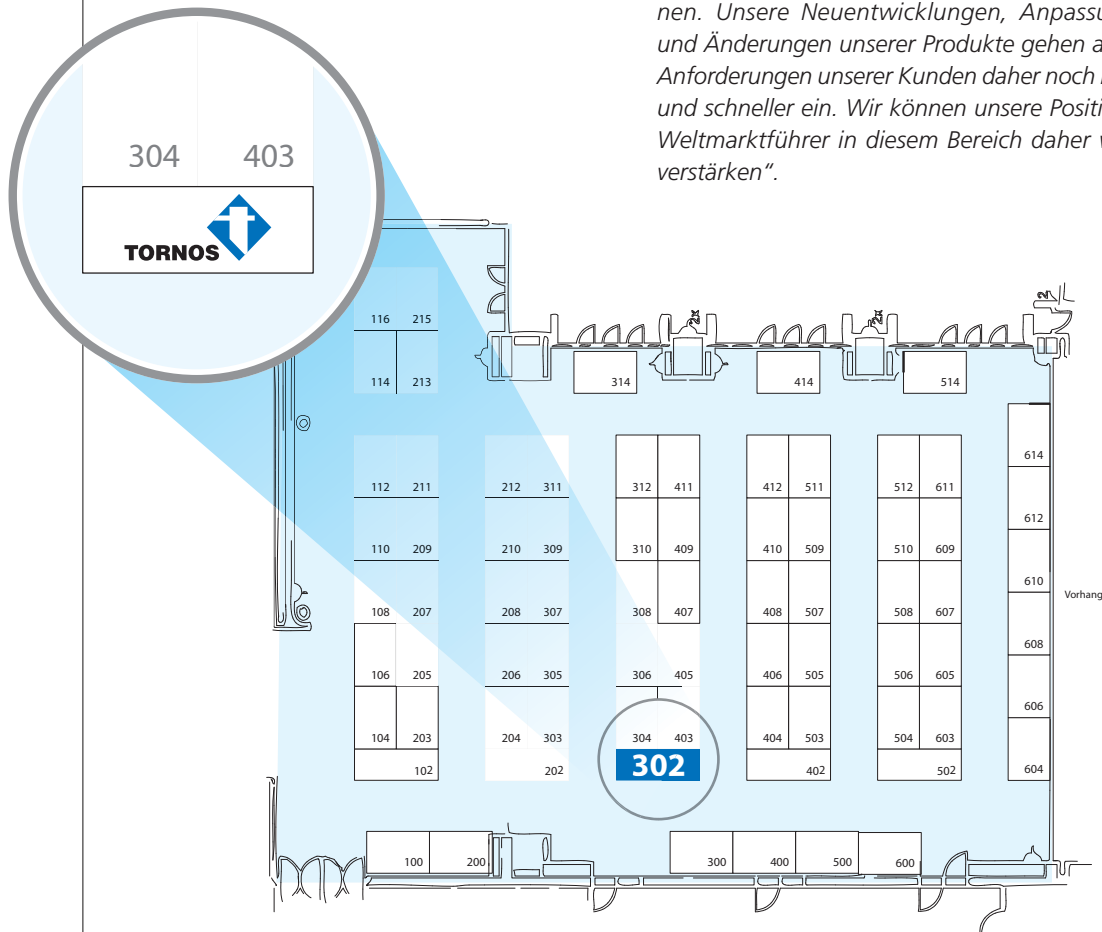 nen. Unsere Neuentwicklungen,
und Änderungen unserer Produkte gehen
Anforderungen unserer Kunden daher noch
und schneller ein. Wir können unsere
Weltmarktführer in diesem Bereich daher
verstärken“.
304 403
TORNOS
116 215
114 213
314 414 514
112 211 212 311 312 411 412 511 512 611 614
612
110 209 210 309 310 409 410 509 510 609
610
Vorhang
108 207 208 307 308 407 408 507 508 607
608
106 205 206 305 306 405 406 505 506 605
606
104 203 204 303 304 403 404 503 504 603
102 202 302 402 502 604
100 200 300 400 500 600